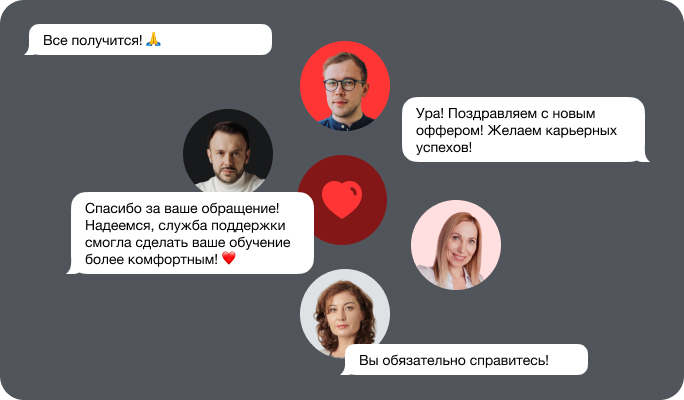 Все получится! 🙏
Ура! Поздравляем с новым
оффером! Желаем карьерных
успехов!
Спасибо за ваше обращение!
Надеемся, служба поддержки
смогла сделать ваше обучение
более комфортным! ❤️
Вы обязательно справитесь!